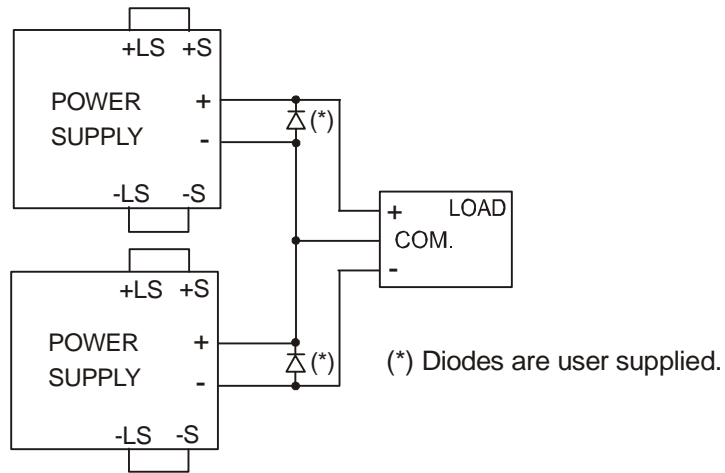 +LS +S
POWER SUPPLY
+
-
(*)
-LS -S
+ LOAD
COM.
-
+LS +S
POWER SUPPLY
+
-
(*)
(*) Diodes are user supplied.
-LS -S